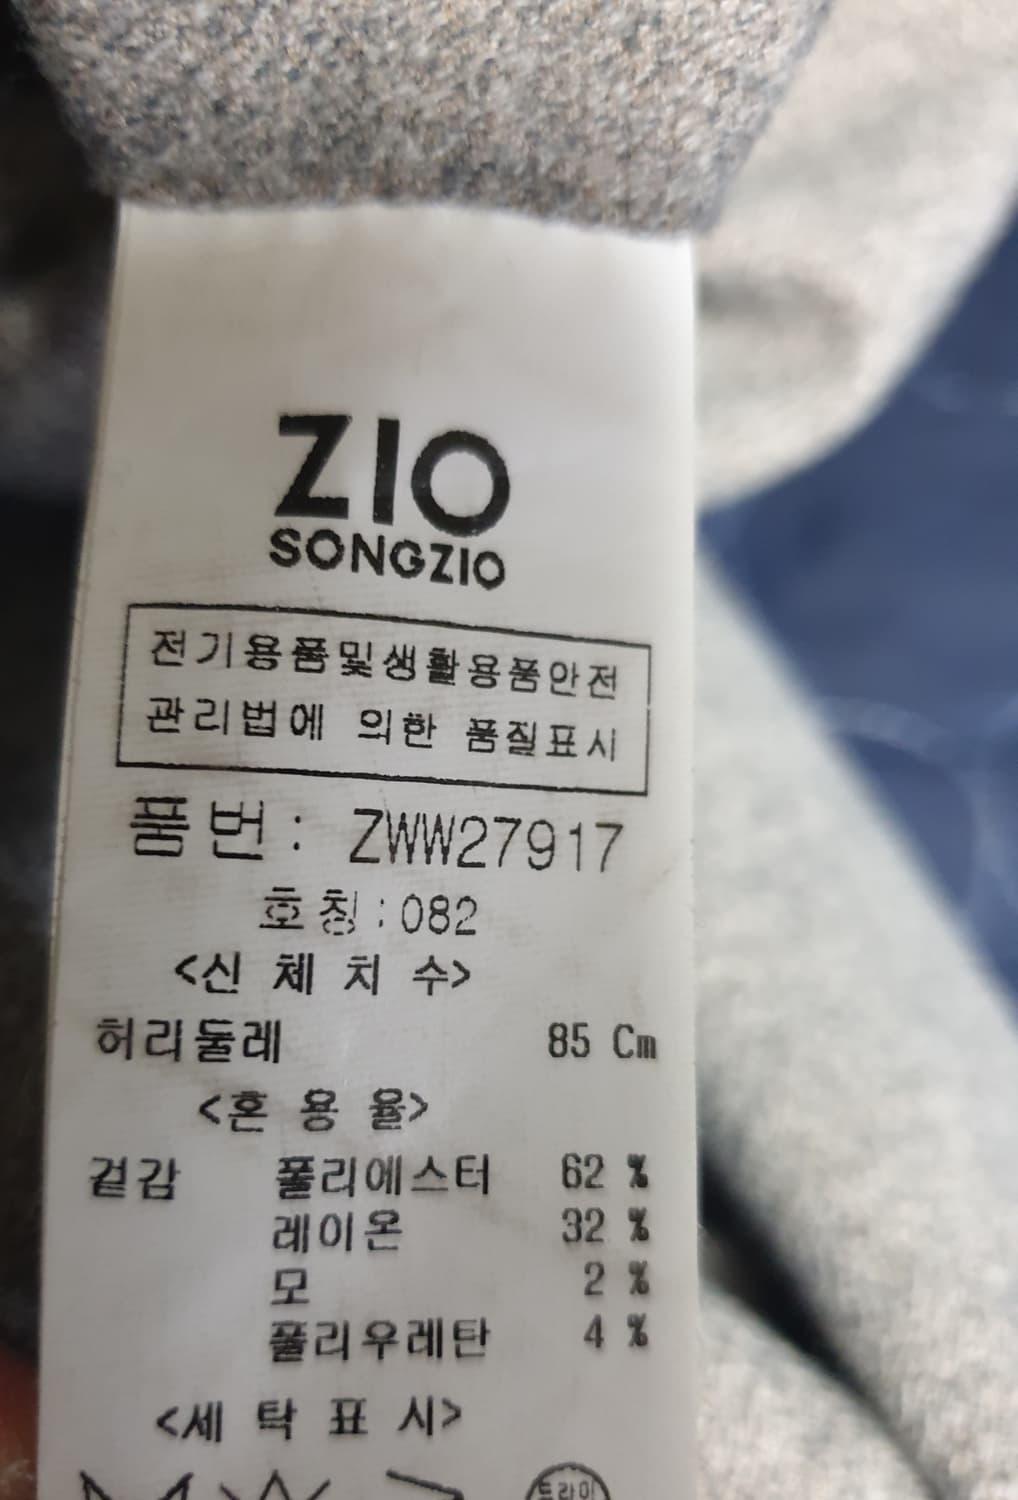 ZIO
SONGZIO
전기용품및생활용품안전
관리법에 의한 품질표시
품번: ZWW27917
호칭:082
<신 체 치 수>
허리둘레 85 Cm
<혼 용 율>
겉감 폴리에스터 62 %
레이온 32 %
모 2 %
폴리우레탄 4 %
<세 탁 표 시>
드라이